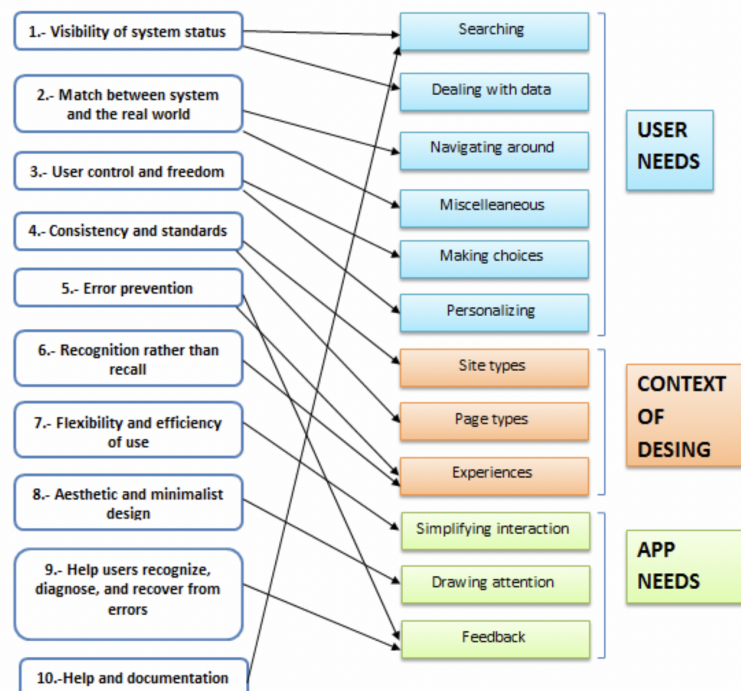 1.- Visibility of system status
2.- Match between system
and the real world
3.- User control and freedom
4.- Consistency and standards
5.- Error prevention
6.- Recognition rather than
recall
7.- Flexibility and efficiency
of use
8.- Aesthetic and minimalist
design
9.- Help users recognize,
diagnose, and recover from
errors
10.-Help and documentation
Searching
Dealing with data
Navigating around
Miscelleaneous
Making choices
Personalizing
Site types
Page types
Experiences
Simplifying interaction
Drawing attention
Feedback
USER
NEEDS
CONTEXT
OF
DESING
APP
NEEDS